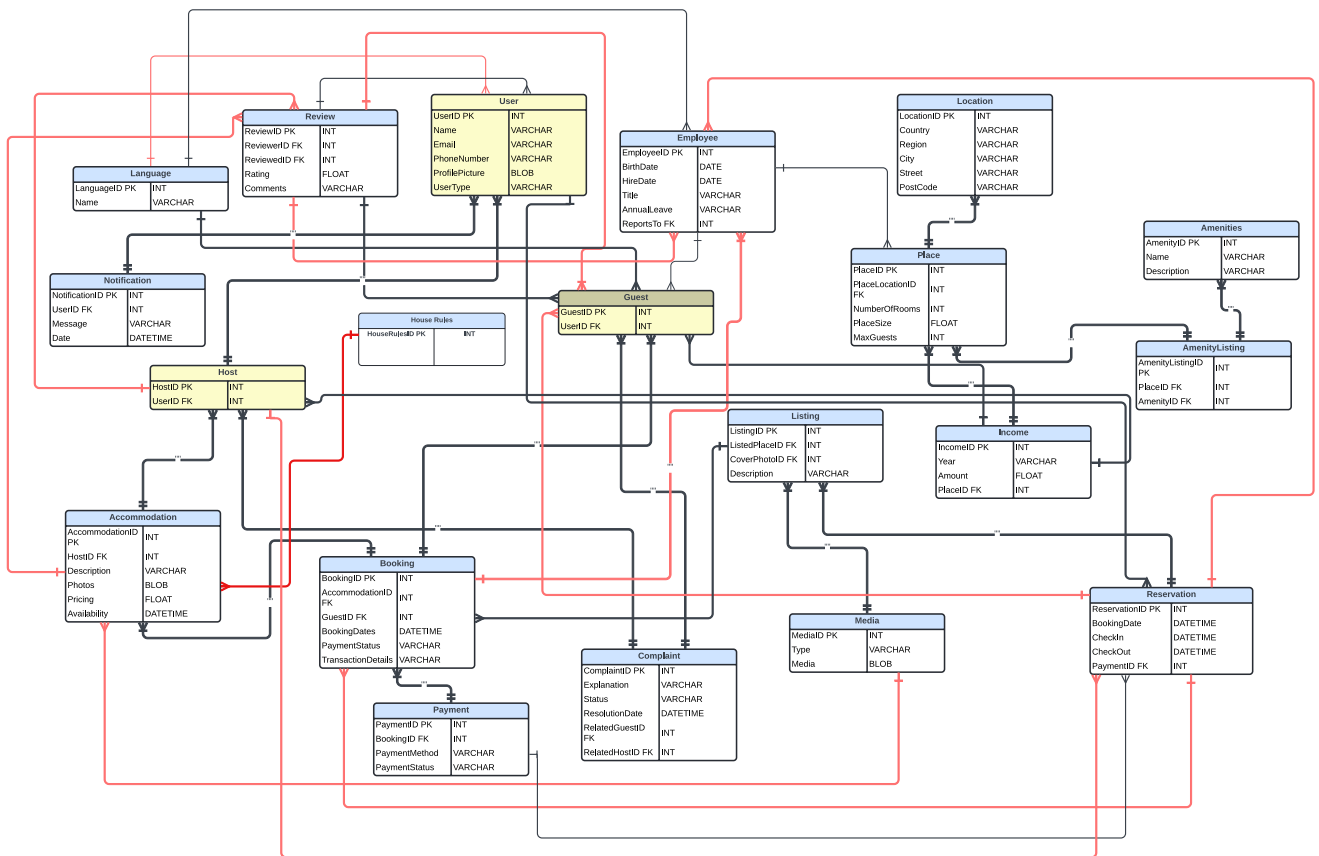 User
UserID PK INT
Name VARCHAR
Email VARCHAR
PhoneNumber VARCHAR
ProfilePicture BLOB
UserType VARCHAR
Review
ReviewID PK INT
ReviewerID FK INT
ReviewedID FK INT
Rating FLOAT
Comments VARCHAR
Language
LanguageID PK INT
Name VARCHAR
Employee
EmployeeID PK INT
BirthDate DATE
HireDate DATE
Title VARCHAR
AnnualLeave VARCHAR
ReportsTo FK INT
Location
LocationID PK INT
Country VARCHAR
Region VARCHAR
City VARCHAR
Street VARCHAR
PostCode VARCHAR
Amenities
AmenityID PK INT
Name VARCHAR
Description VARCHAR
Notification
NotificationID PK INT
UserID FK INT
Message VARCHAR
Date DATETIME
House Rules
HouseRulesID PK INT
Guest
GuestID PK INT
UserID FK INT
Place
PlaceID PK INT
PlaceLocationID
FK INT
NumberOfRooms INT
PlaceSize FLOAT
MaxGuests INT
AmenityListing
AmenityListingID
PK INT
PlaceID FK INT
AmenityID FK INT
Host
HostID PK INT
UserID FK INT
Listing
ListingID PK INT
ListedPlaceID FK INT
CoverPhotoID FK INT
Description VARCHAR
Income
IncomeID PK INT
Year VARCHAR
Amount FLOAT
PlaceID FK INT
Accommodation
AccommodationID
PK INT
HostID FK INT
Description VARCHAR
Photos BLOB
Pricing FLOAT
Availability DATETIME
Booking
BookingID PK INT
AccommodationID
FK INT
GuestID FK INT
BookingDates DATETIME
PaymentStatus VARCHAR
TransactionDetails VARCHAR
Reservation
ReservationID PK INT
BookingDate DATETIME
CheckIn DATETIME
CheckOut DATETIME
PaymentID FK INT
Media
MediaID PK INT
Type VARCHAR
Media BLOB
Complaint
ComplaintID PK INT
Explanation VARCHAR
Status VARCHAR
ResolutionDate DATETIME
RelatedGuestID
FK INT
RelatedHostID FK INT
Payment
PaymentID PK INT
BookingID FK INT
PaymentMethod VARCHAR
PaymentStatus VARCHAR